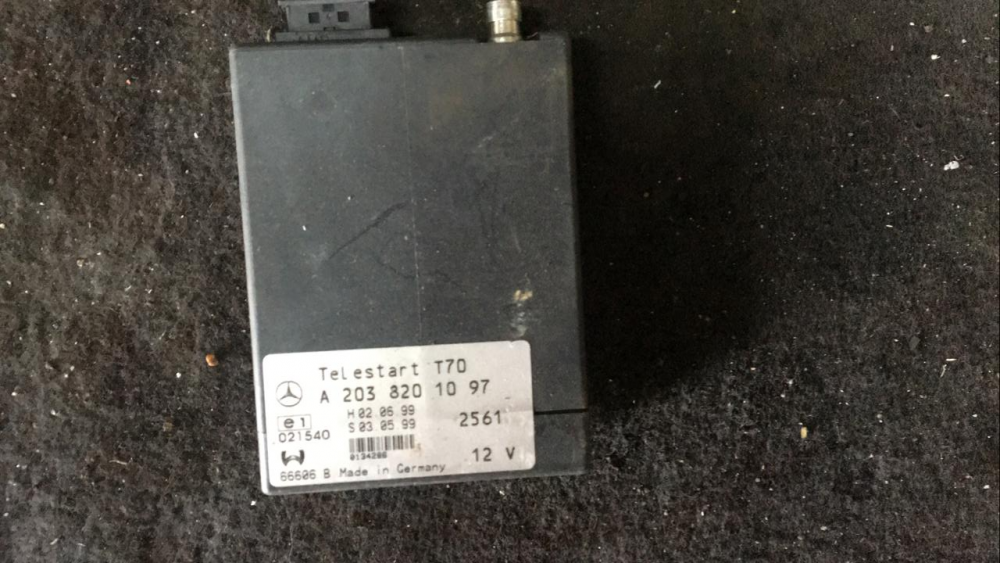 Telestart T70
A 203 820 10 97
H 02.06.99
S 03.05.99
2561
e1
021540
0134286
12 V
66606 B Made in Germany